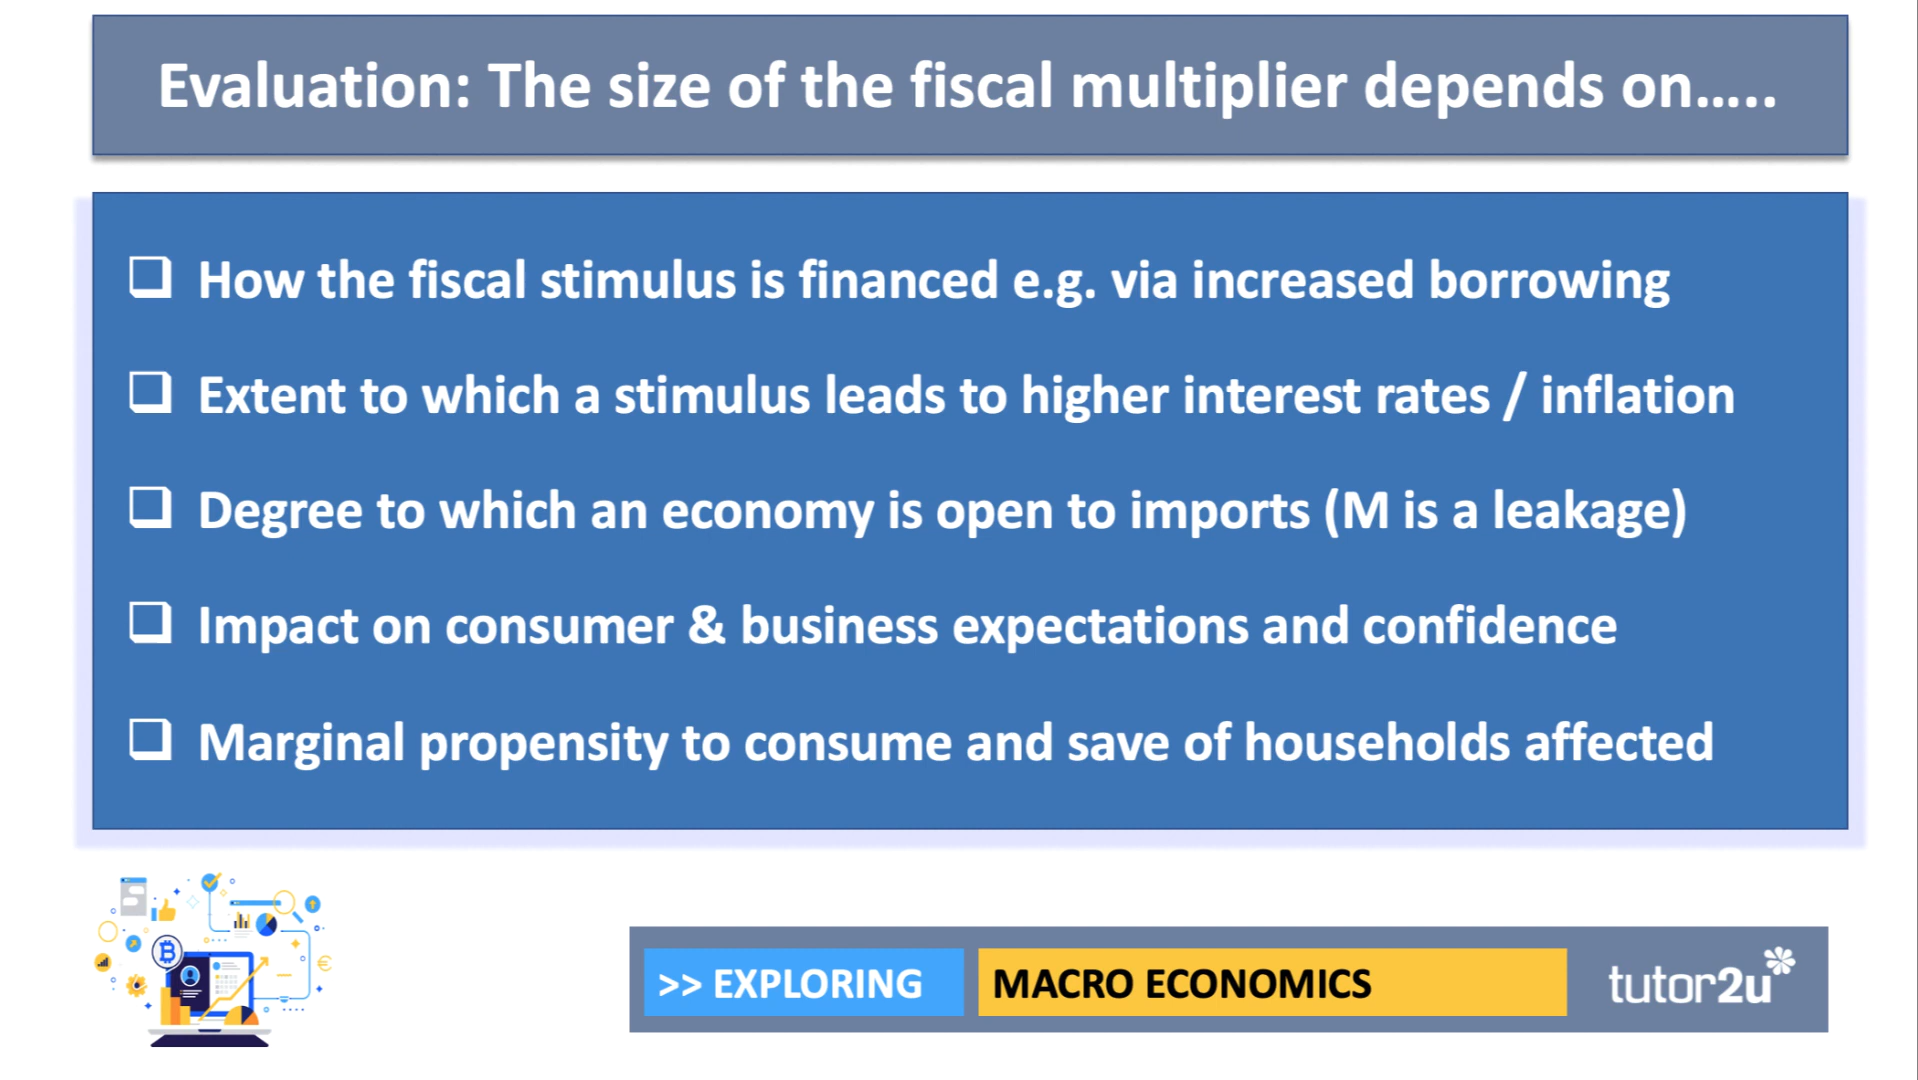 Evaluation: The size of the fiscal multiplier depends on…..
How the fiscal stimulus is financed e.g. via increased borrowing
Extent to which a stimulus leads to higher interest rates / inflation
Degree to which an economy is open to imports (M is a leakage)
Impact on consumer & business expectations and confidence
Marginal propensity to consume and save of households affected
>> EXPLORING
MACRO ECONOMICS
tutor2u